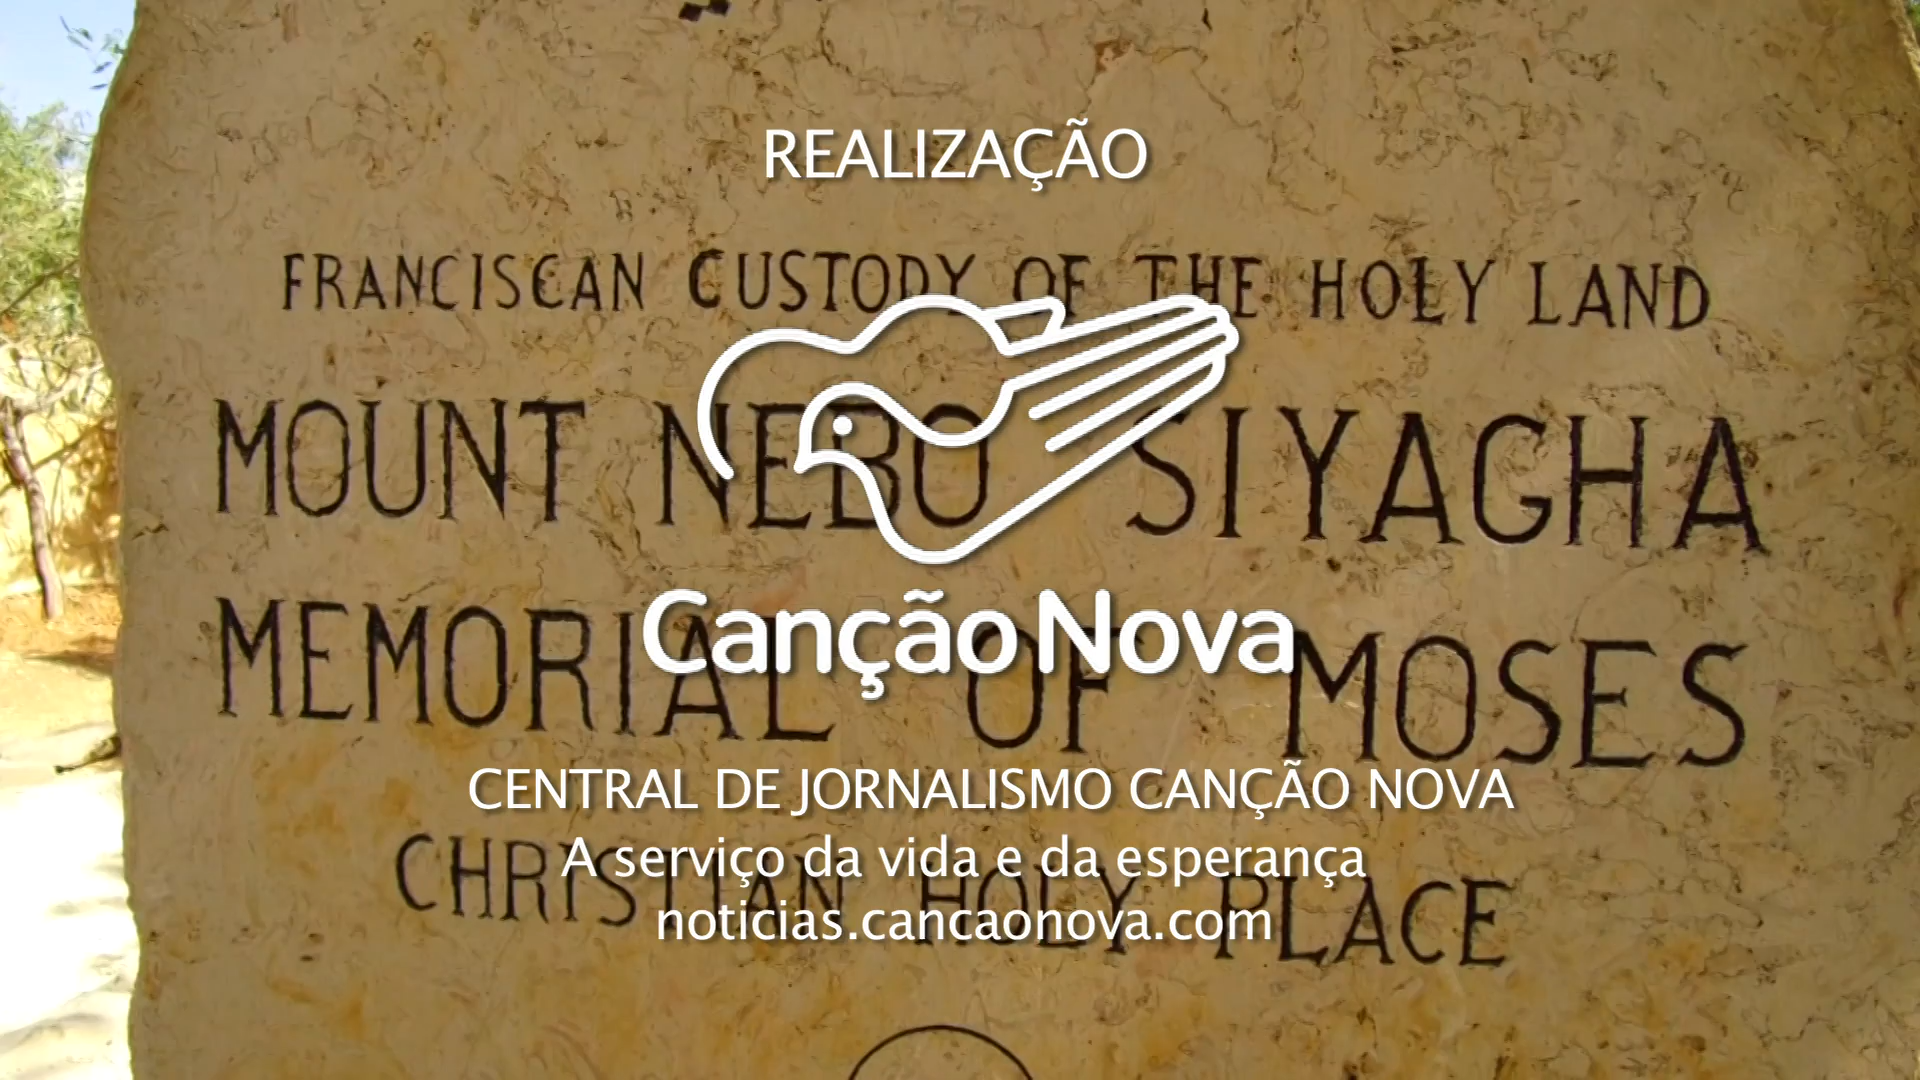 REALIZAÇÃO
FRANCISCAN CUSTODY OF THE HOLY LAND
MOUNT NEBO SIYAGHA
Canção Nova
MEMORIAL OF MOSES
CENTRAL DE JORNALISMO CANÇÃO NOVA
A serviço da vida e da esperança
CHRISTIAN HOLY PLACE
noticias.cancaonova.com